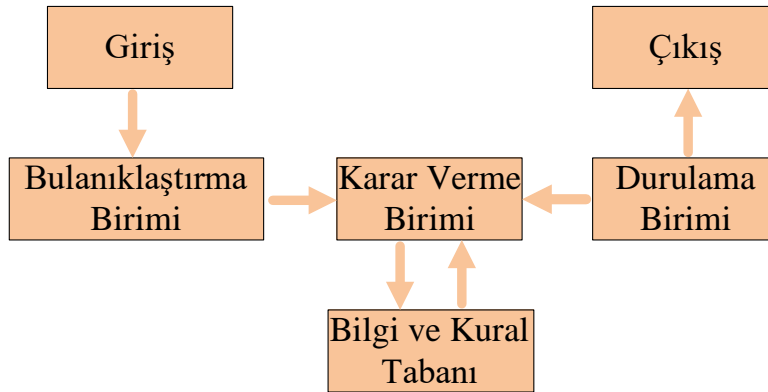 Giriş
Çıkış
Bulanıklaştırma
Birimi
Karar Verme
Birimi
Durulama
Birimi
Bilgi ve Kural
Tabanı